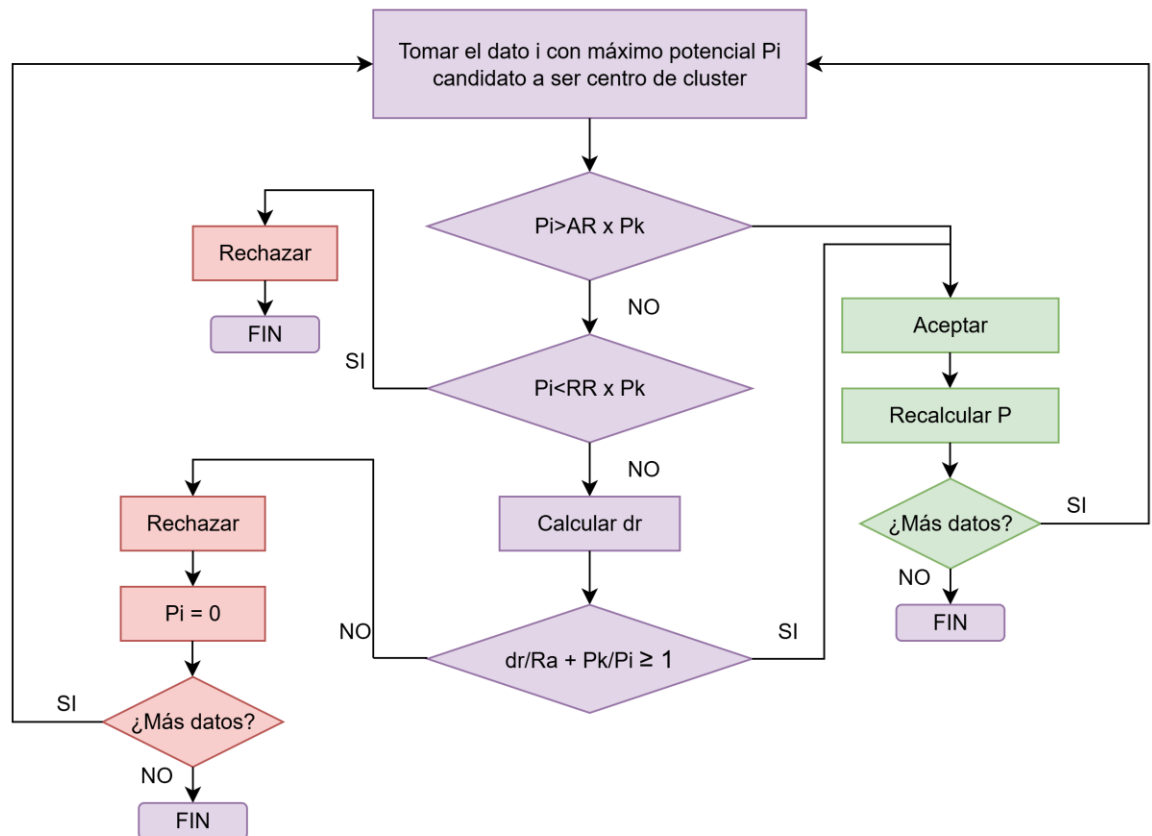 Tomar el dato i con máximo potencial Pi
candidato a ser centro de cluster
Pi>AR x Pk
Rechazar
FIN
NO
Aceptar
SI
Pi<RR x Pk
Recalcular P
NO
Rechazar
Calcular dr
¿Más datos?
SI
NO
FIN
Pi = 0
NO
dr/Ra + Pk/Pi ≥ 1
SI
SI
¿Más datos?
NO
FIN